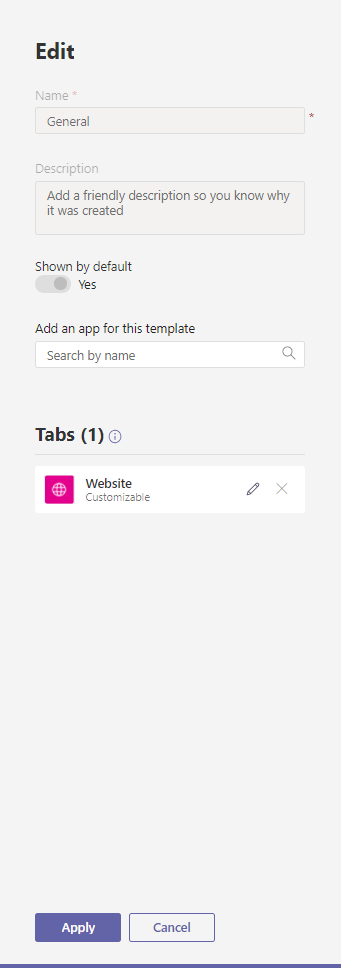 Edit
Name *
General
*
Description
Add a friendly description so you know why
it was created
Shown by default
Yes
Add an app for this template
Search by name
Tabs (1)
Website
Customizable
Apply
Cancel